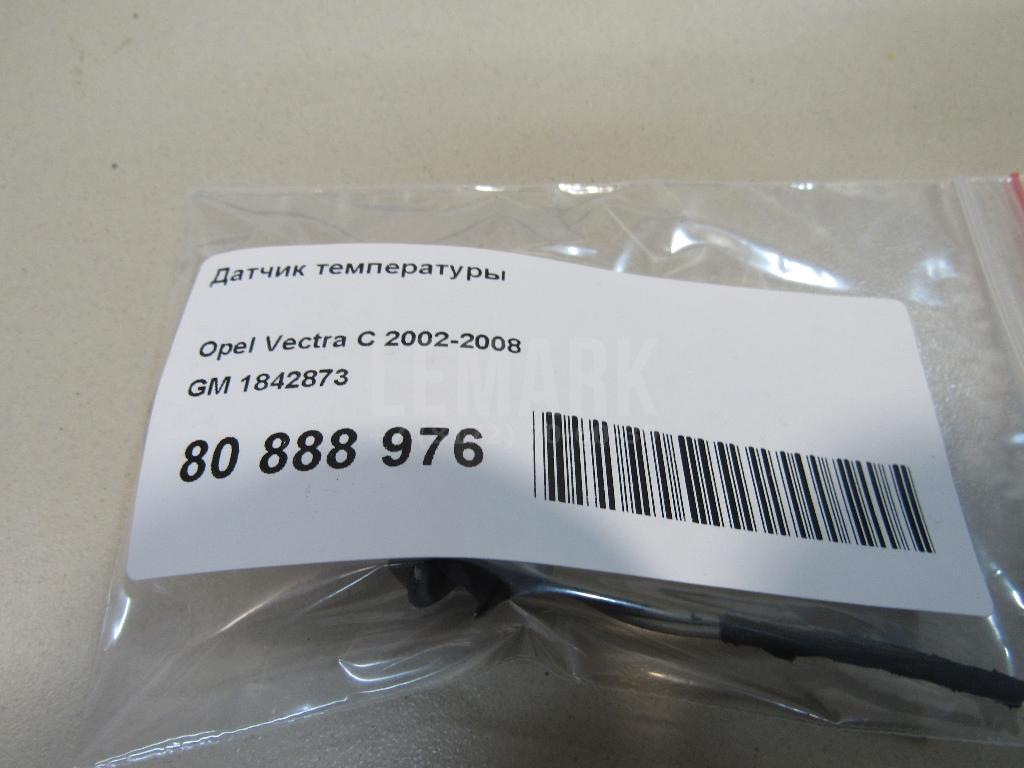 Датчик температуры
Opel Vectra C 2002-2008
GM 1842873
LEMARK
80 888 976